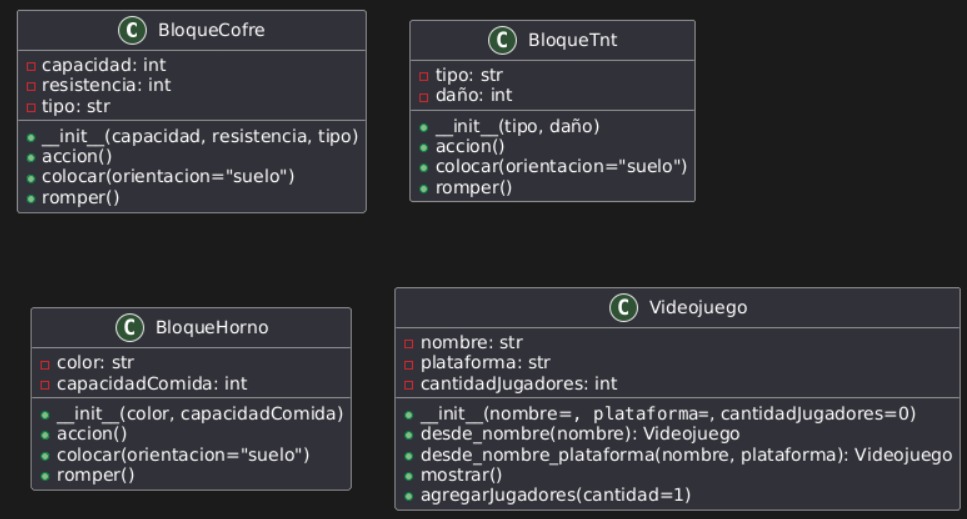 C BloqueCofre
capacidad: int
resistencia: int
tipo: str
__init__(capacidad, resistencia, tipo)
accion()
colocar(orientacion="suelo")
romper()
C BloqueTnt
tipo: str
daño: int
__init__(tipo, daño)
accion()
colocar(orientacion="suelo")
romper()
C BloqueHorno
color: str
capacidadComida: int
__init__(color, capacidadComida)
accion()
colocar(orientacion="suelo")
romper()
C Videojuego
nombre: str
plataforma: str
cantidadJugadores: int
__init__(nombre=, plataforma=, cantidadJugadores=0)
desde_nombre(nombre): Videojuego
desde_nombre_plataforma(nombre, plataforma): Videojuego
mostrar()
agregarJugadores(cantidad=1)